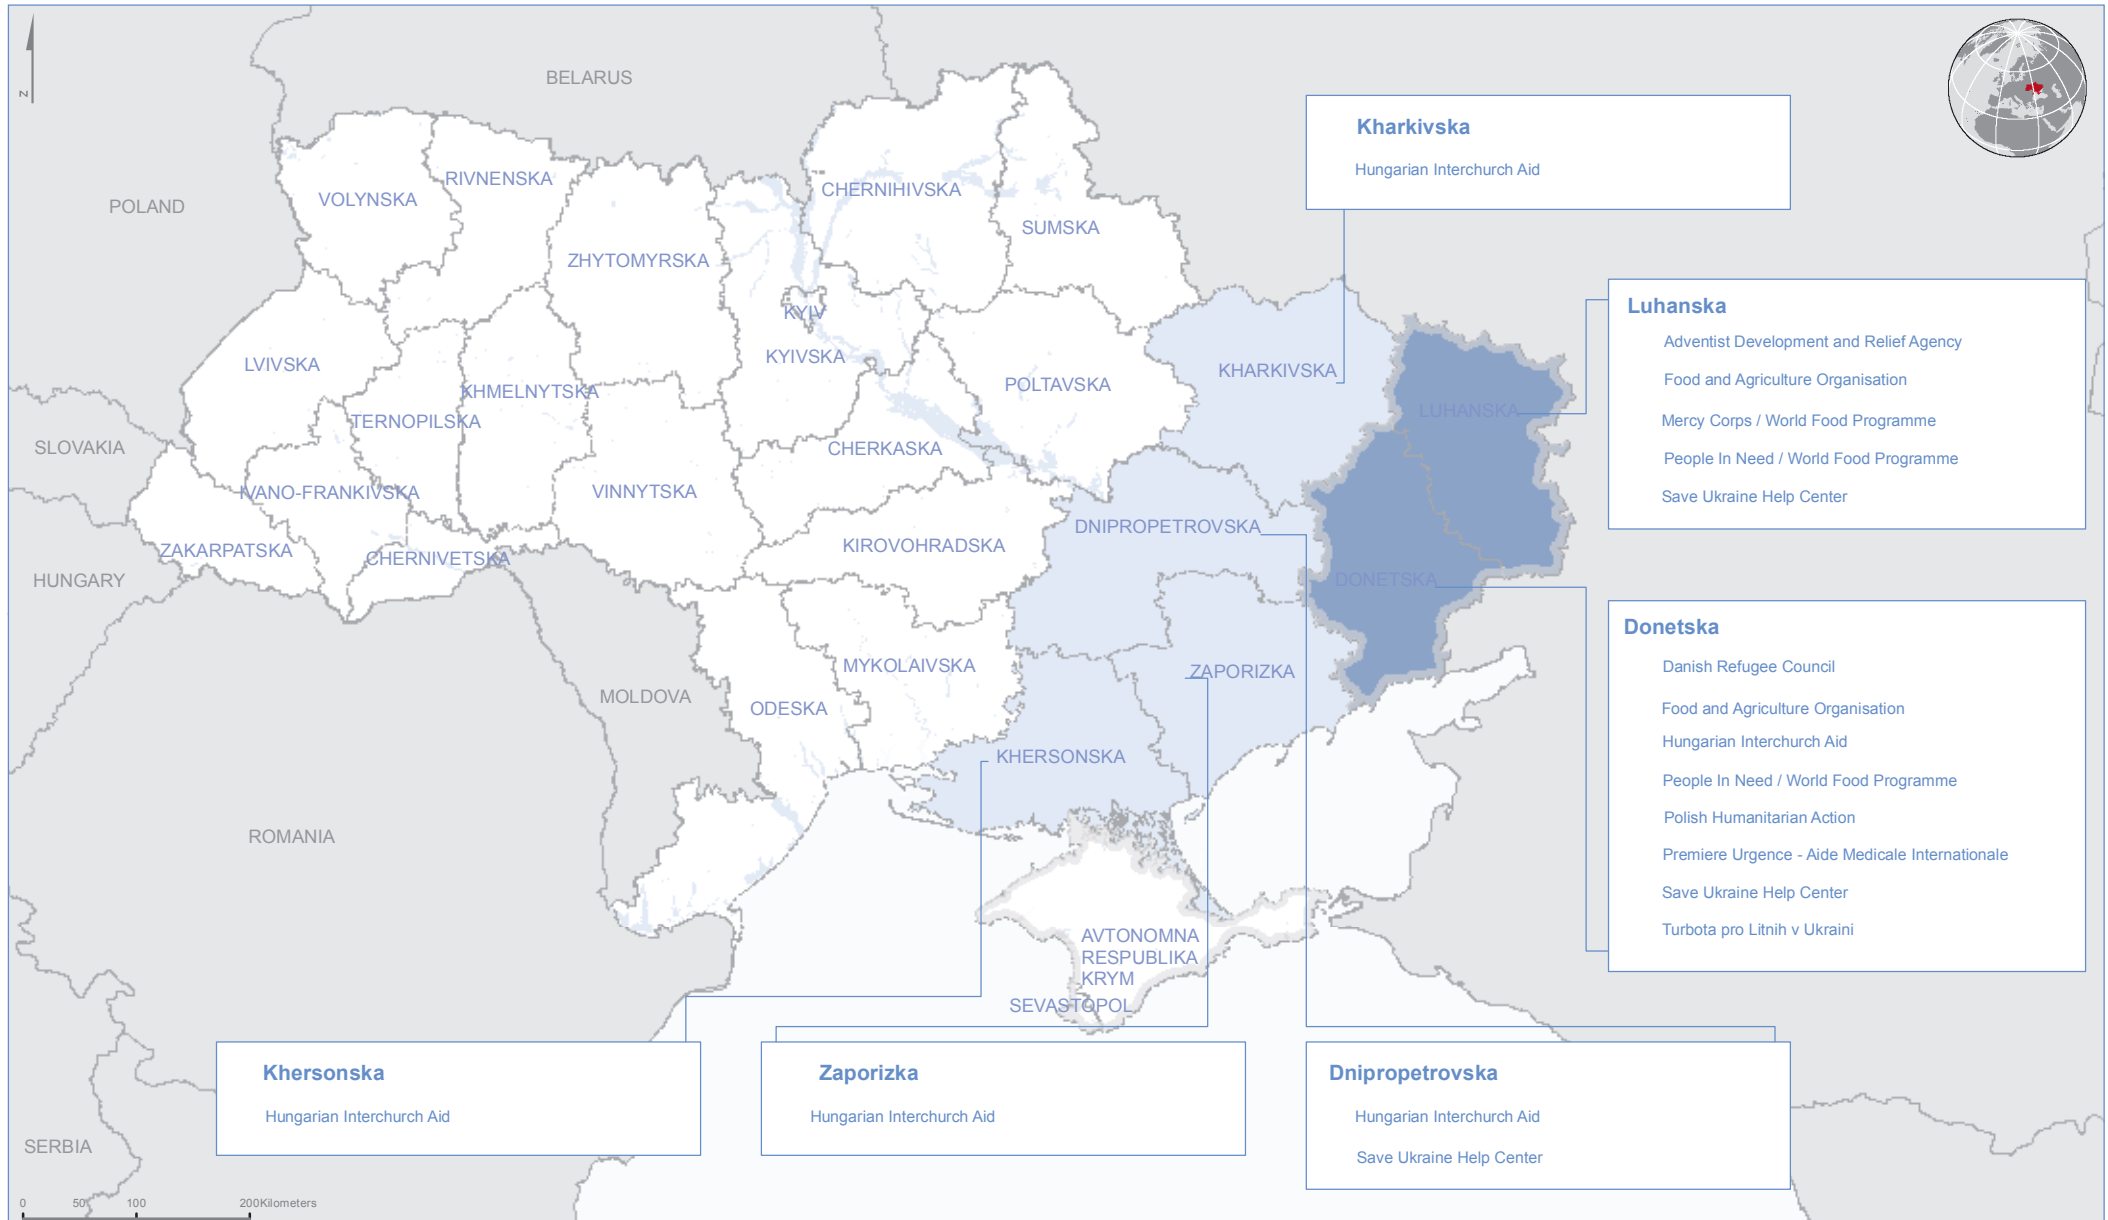 BELARUS
POLAND
SLOVAKIA
HUNGARY
ROMANIA
MOLDOVA
SERBIA
VOLYNSKA
RIVNENSKA
ZHYTOMYRSKA
CHERNIHIVSKA
SUMSKA
KYIV
KYIVSKA
LVIVSKA
TERNOPILSKA
KHMELNYTSKA
POLTAVSKA
KHARKIVSKA
LUHANSKA
CHERKASKA
IVANO-FRANKIVSKA
VINNYTSKA
ZAKARPATSKA
CHERNIVETSKA
KIROVOHRADSKA
DNIPROPETROVSKA
DONETSKA
MYKOLAIVSKA
ODESKA
ZAPORIZKA
KHERSONSKA
AVTONOMNA
RESPUBLIKA
KRYM
SEVASTOPOL
Kharkivska
Hungarian Interchurch Aid
Luhanska
Adventist Development and Relief Agency
Food and Agriculture Organisation
Mercy Corps / World Food Programme
People In Need / World Food Programme
Save Ukraine Help Center
Donetska
Danish Refugee Council
Food and Agriculture Organisation
Hungarian Interchurch Aid
People In Need / World Food Programme
Polish Humanitarian Action
Premiere Urgence - Aide Medicale Internationale
Save Ukraine Help Center
Turbota pro Litnih v Ukraini
Khersonska
Hungarian Interchurch Aid
Zaporizka
Hungarian Interchurch Aid
Dnipropetrovska
Hungarian Interchurch Aid
Save Ukraine Help Center
N
0 50 100 200Kilometers